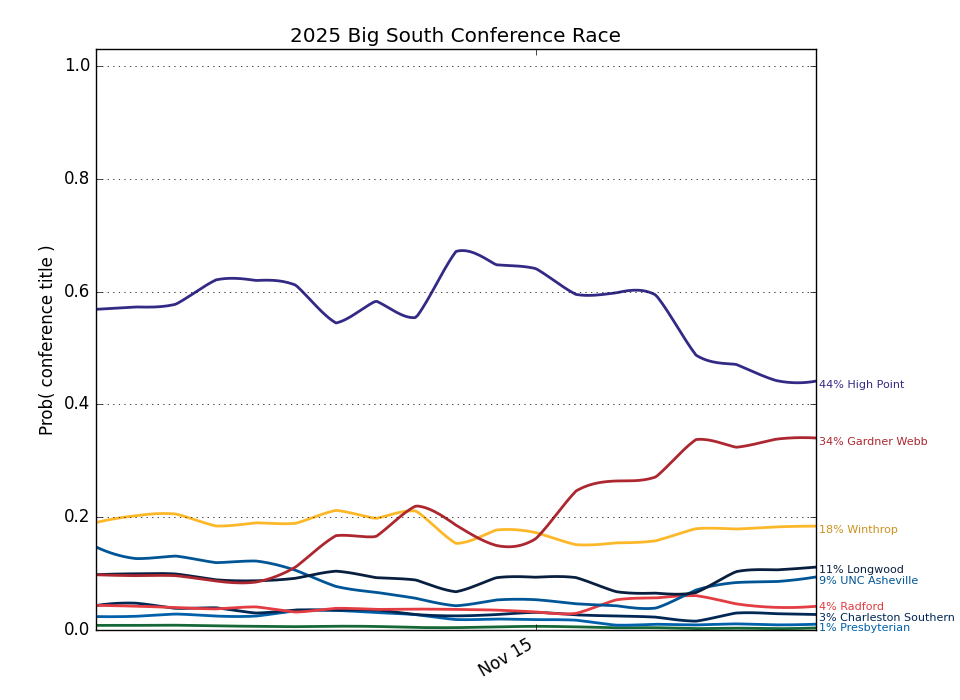 2025 Big South Conference Race
Prob( conference title )
1.0
0.8
0.6
0.4
0.2
0.0
Nov 15
44% High Point
34% Gardner Webb
18% Winthrop
11% Longwood
9% UNC Asheville
4% Radford
3% Charleston Southern
1% Presbyterian